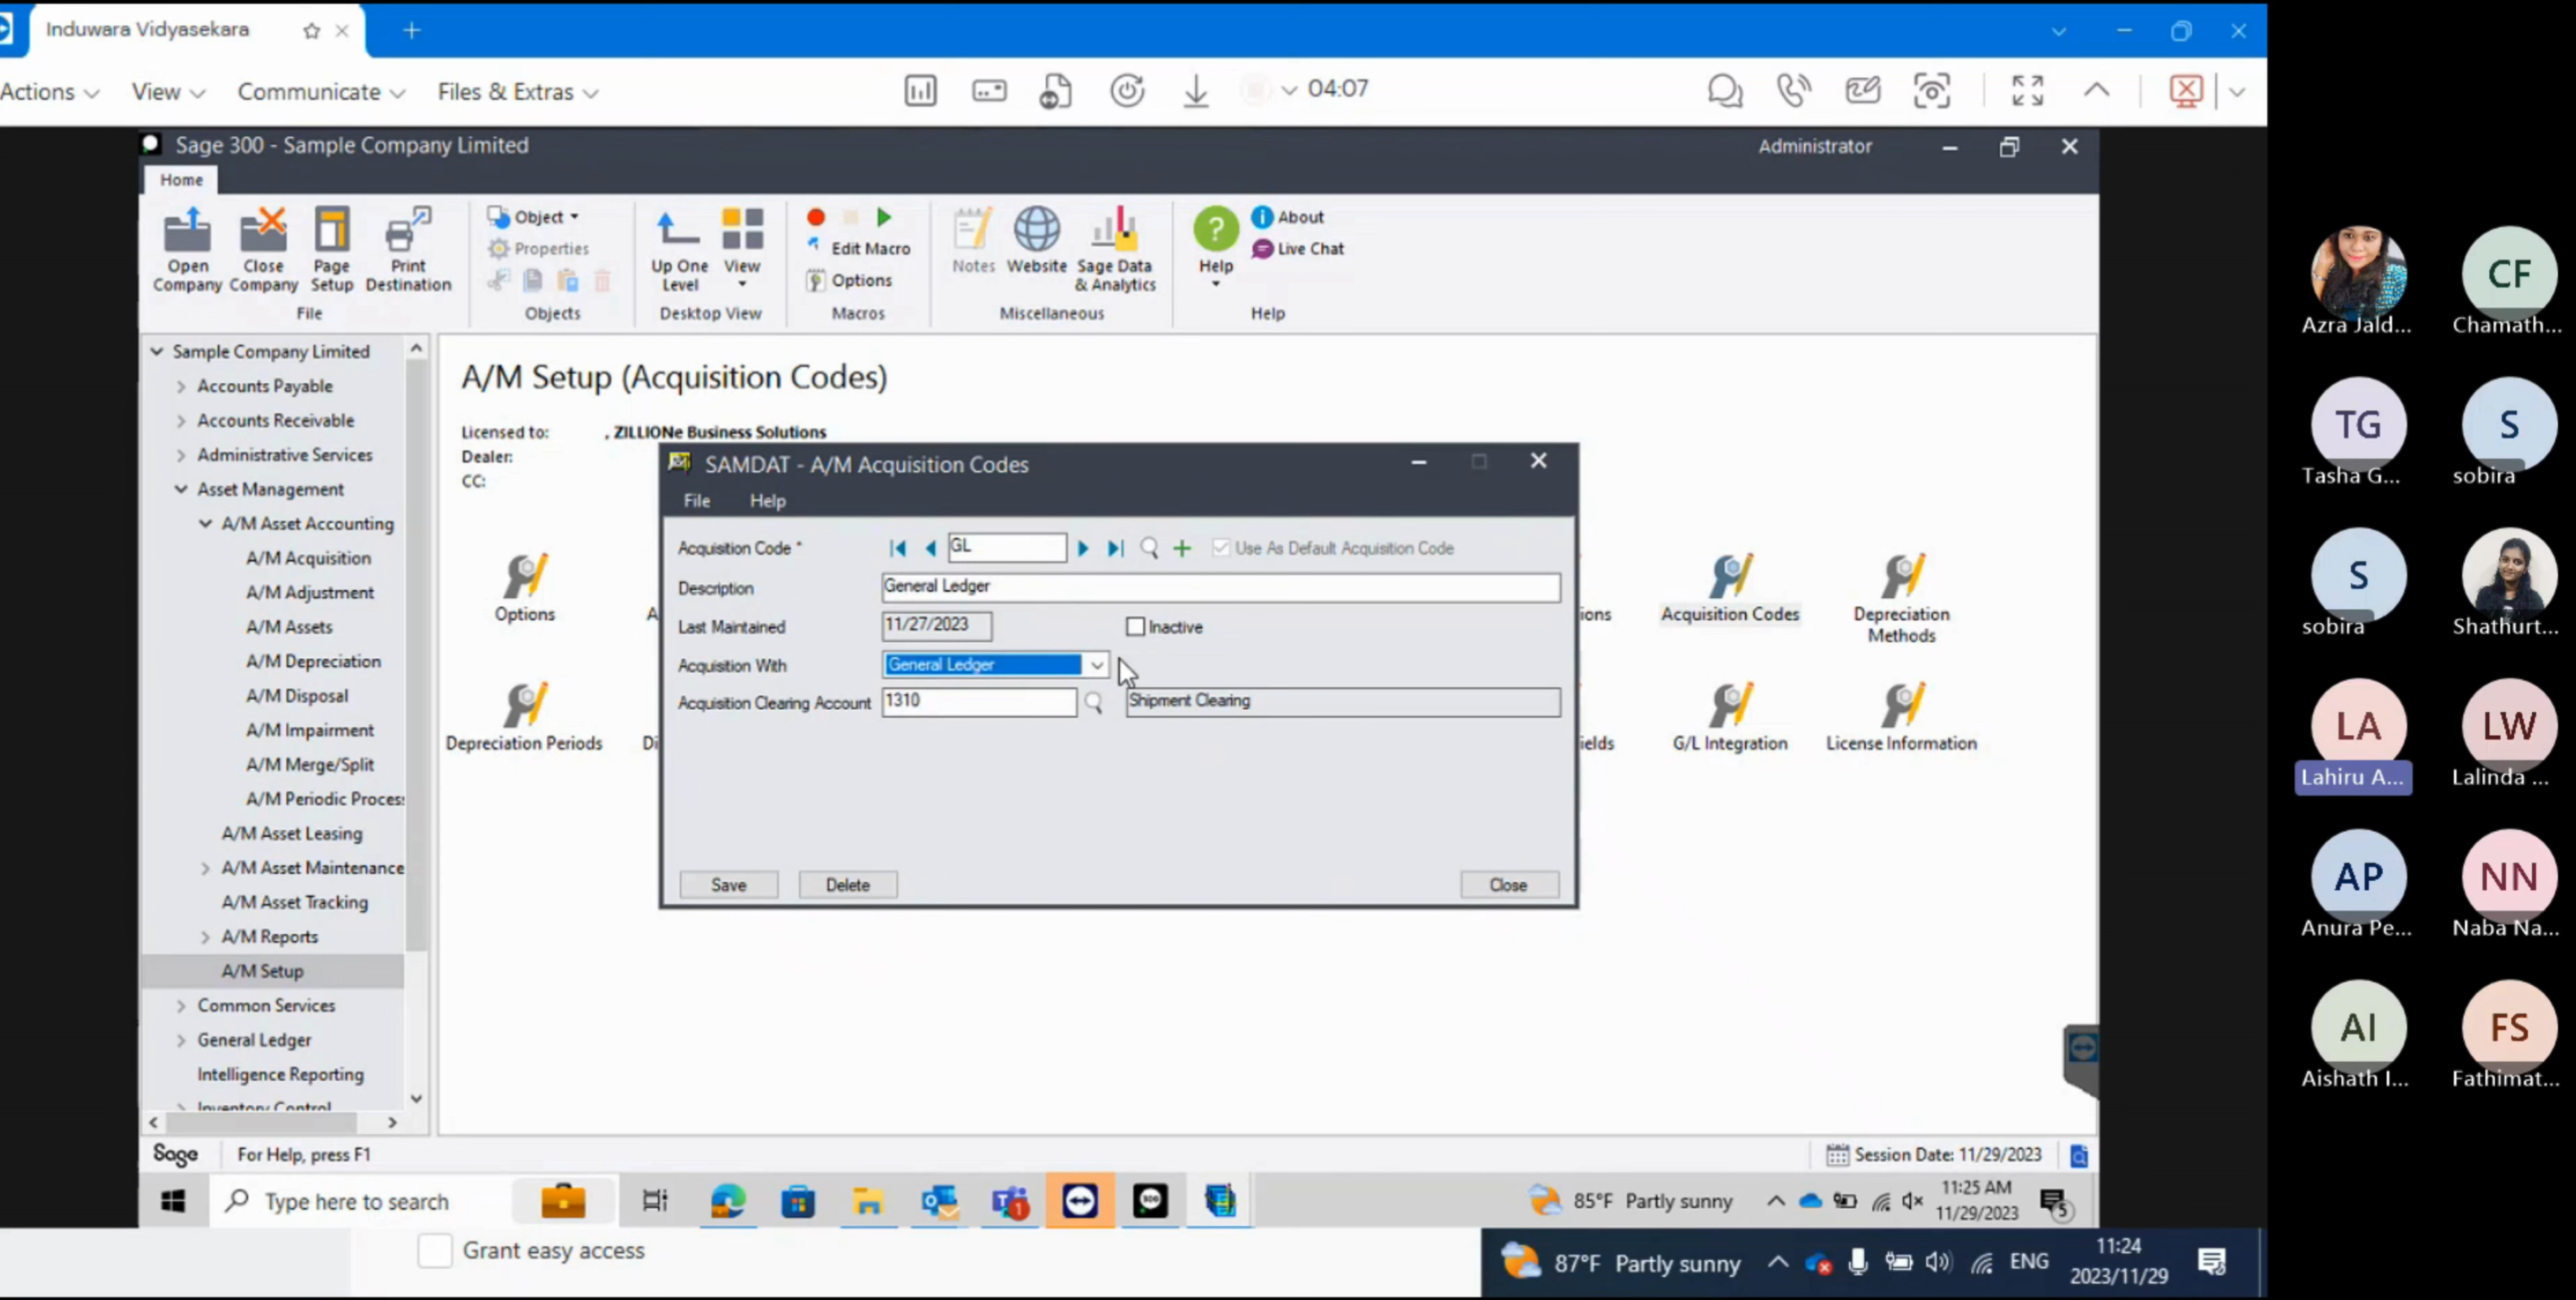 Induwara Vidyasekara
Actions View Communicate Files & Extras 04:07
Sage 300 - Sample Company Limited Administrator
Home
Open Company
Close Company
Page Setup
Print Destination
File
Object
Properties
Objects
Up One Level
View
Desktop View
Edit Macro
Options
Macros
Notes
Website
Sage Data & Analytics
Miscellaneous
Help
About
Live Chat
Help
Sample Company Limited
Accounts Payable
Accounts Receivable
Administrative Services
Asset Management
A/M Asset Accounting
A/M Acquisition
A/M Adjustment
A/M Assets
A/M Depreciation
A/M Disposal
A/M Impairment
A/M Merge/Split
A/M Periodic Proces
A/M Asset Leasing
A/M Asset Maintenance
A/M Asset Tracking
A/M Reports
A/M Setup
Common Services
General Ledger
Intelligence Reporting
Inventory Control
A/M Setup (Acquisition Codes)
Licensed to: , ZILLIONe Business Solutions
Dealer:
CC:
Options
A
ions
Acquisition Codes
Depreciation Methods
Depreciation Periods
Di
ields
G/L Integration
License Information
SAMDAT - A/M Acquisition Codes
File Help
Acquisition Code * GL Use As Default Acquisition Code
Description General Ledger
Last Maintained 11/27/2023 Inactive
Acquisition With General Ledger
Acquisition Clearing Account 1310 Shipment Clearing
Save Delete Close
Sage For Help, press F1 Session Date: 11/29/2023
Type here to search
1
300
85°F Partly sunny
11:25 AM
11/29/2023
5
Grant easy access
87°F Partly sunny
ENG
11:24
2023/11/29
Azra Jald...
CF
Chamath...
TG
Tasha G...
S
sobira
S
sobira
Shathurt...
LA
Lahiru A...
LW
Lalinda ...
AP
Anura Pe...
NN
Naba Na...
AI
Aishath I...
FS
Fathimat...